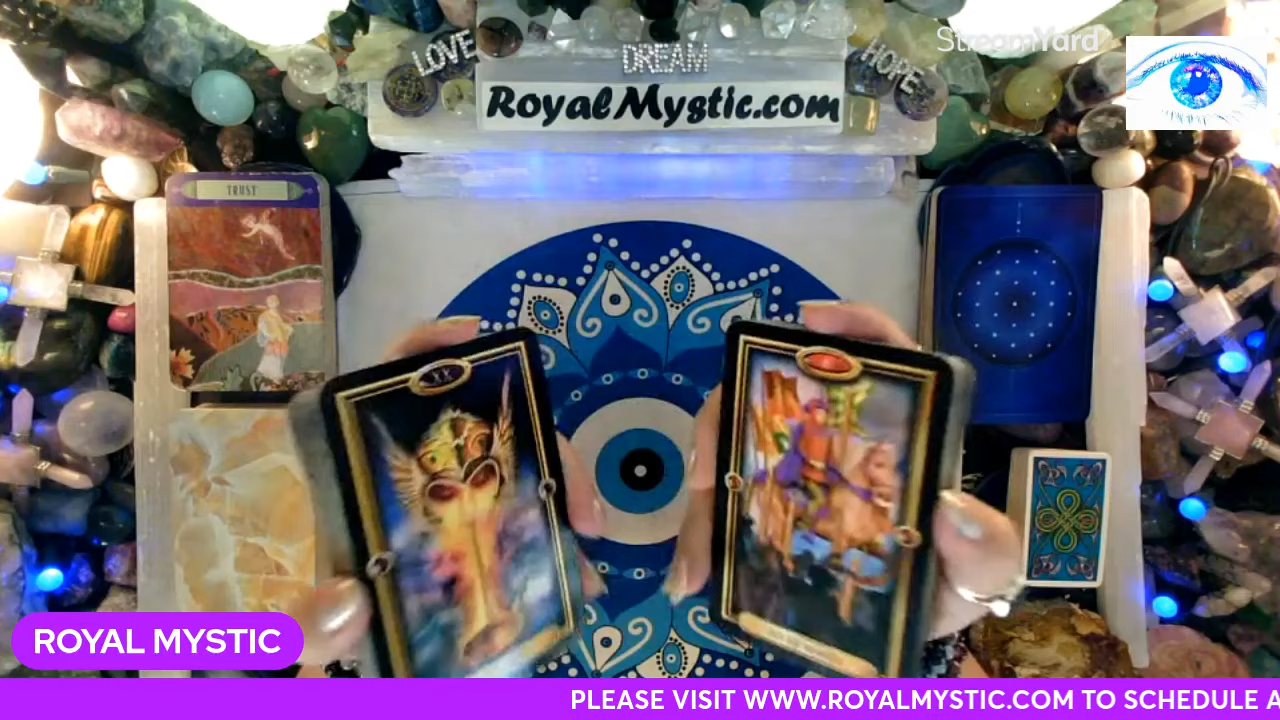 StreamYard
LOVE
DREAM
HOPE
RoyalMystic.com
TRUST
XX
ROYAL MYSTIC
PLEASE VISIT WWW.ROYALMYSTIC.COM TO SCHEDULE A